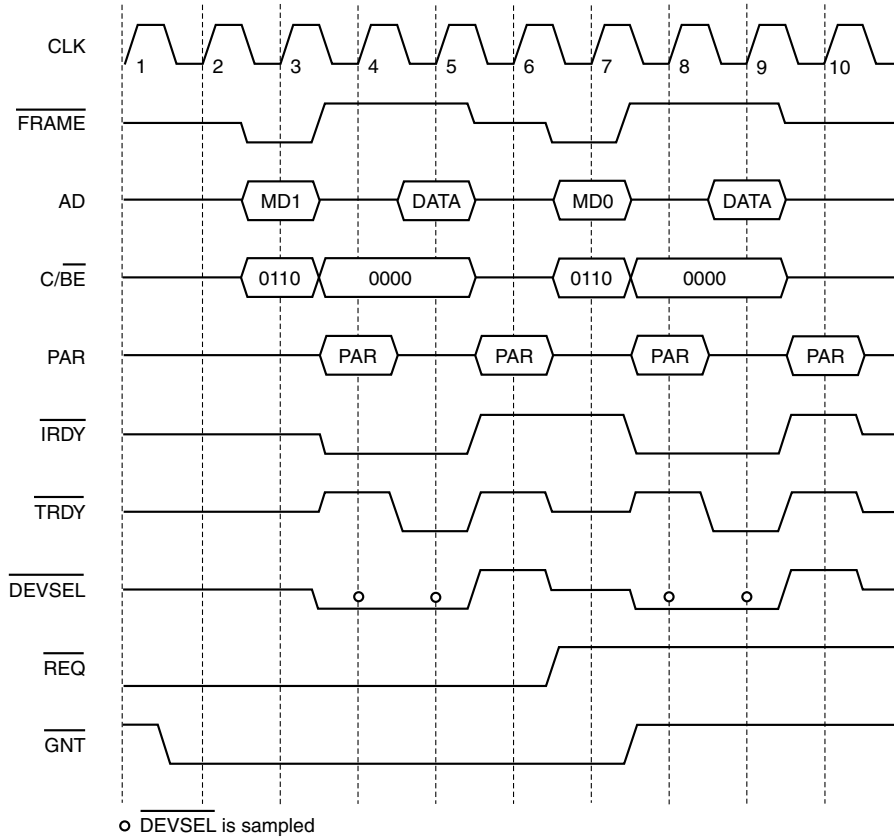 CLK
1 2 3 4 5 6 7 8 9 10
FRAME
AD
MD1 DATA MD0 DATA
C/BE
0110 0000 0110 0000
PAR
PAR PAR PAR PAR
IRDY
TRDY
DEVSEL
REQ
GNT
DEVSEL is sampled